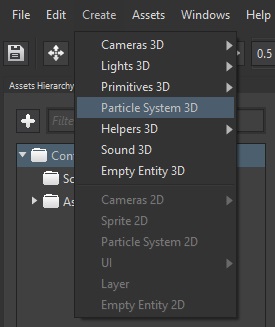 File Edit Create Assets Windows Help
Cameras 3D
Lights 3D
0.5
Primitives 3D
Assets Hierarchy
Particle System 3D
Filte
Helpers 3D
Sound 3D
Con
Empty Entity 3D
Sc
Cameras 2D
As
Sprite 2D
Particle System 2D
UI
Layer
Empty Entity 2D